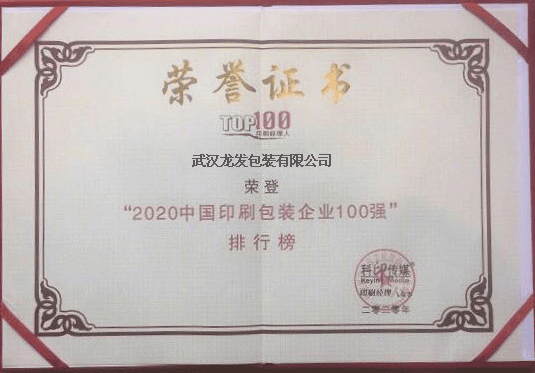 荣誉证书
TOP100
印刷经理人
武汉龙发包装有限公司
荣登
“2020中国印刷包装企业100强”
排行榜
科印传媒
Keyin Media
印刷经理人杂志
二零二零年